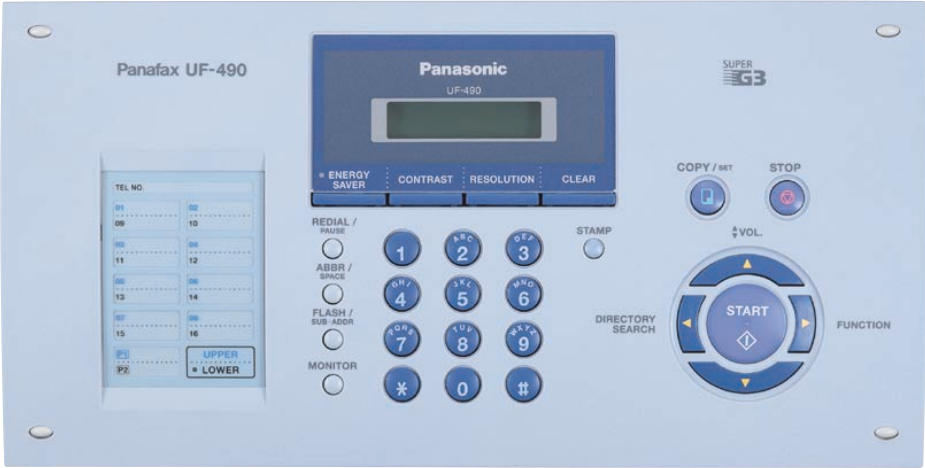 Panafax UF-490
Panasonic
UF-490
SUPER
G3
ENERGY
SAVER
CONTRAST
RESOLUTION
CLEAR
TEL NO.
01
09
02
10
03
11
04
12
05
13
06
14
07
15
08
16
P1
P2
UPPER
LOWER
REDIAL /
PAUSE
ABBR /
SPACE
FLASH /
SUB-ADDR
MONITOR
1
ABC
2
DEF
3
GHI
4
JKL
5
MNO
6
PQRS
7
TUV
8
WXYZ
9
*
0
#
STAMP
COPY / SET
STOP
VOL.
DIRECTORY
SEARCH
START
FUNCTION